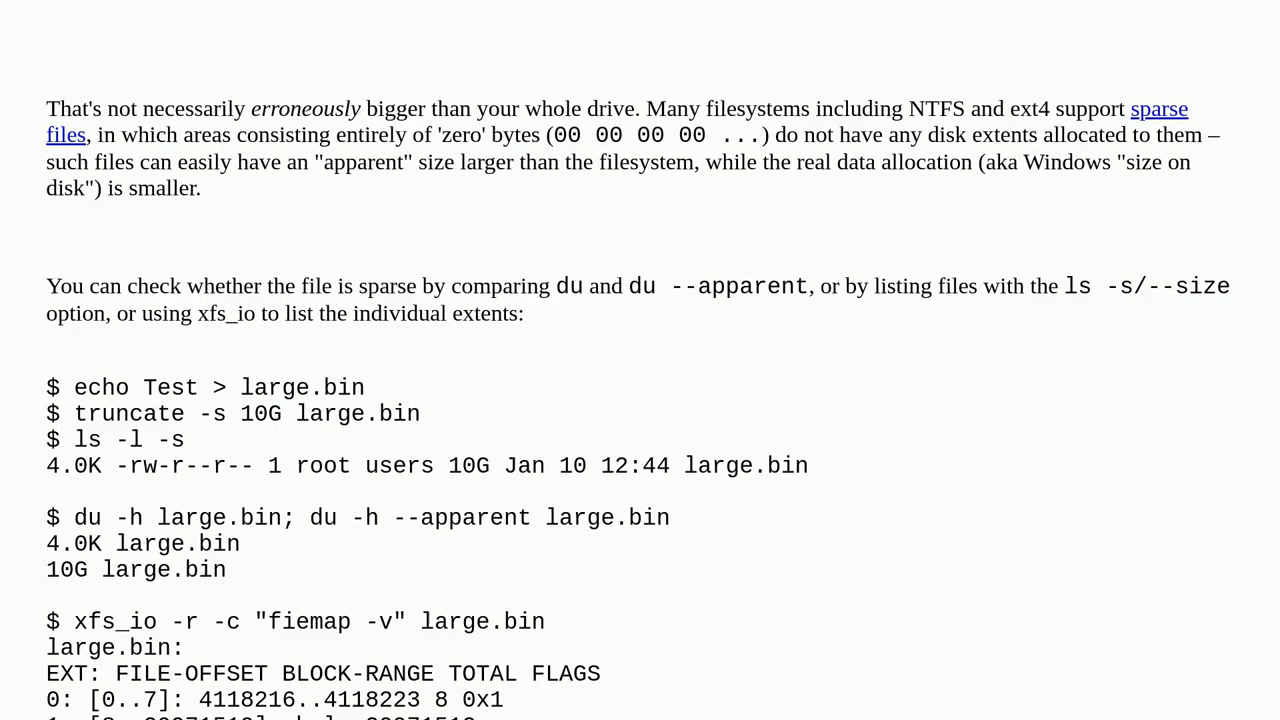 That's not necessarily erroneously bigger than your whole drive. Many filesystems including NTFS and ext4 support sparse
files, in which areas consisting entirely of 'zero' bytes (00 00 00 00 ...) do not have any disk extents allocated to them –
such files can easily have an "apparent" size larger than the filesystem, while the real data allocation (aka Windows "size on
disk") is smaller.
You can check whether the file is sparse by comparing du and du --apparent, or by listing files with the ls -s/--size
option, or using xfs_io to list the individual extents:
$ echo Test > large.bin
$ truncate -s 10G large.bin
$ ls -l -s
4.0K -rw-r--r-- 1 root users 10G Jan 10 12:44 large.bin
$ du -h large.bin; du -h --apparent large.bin
4.0K large.bin
10G large.bin
$ xfs_io -r -c "fiemap -v" large.bin
large.bin:
EXT: FILE-OFFSET BLOCK-RANGE TOTAL FLAGS
0: [0..7]: 4118216..4118223 8 0x1